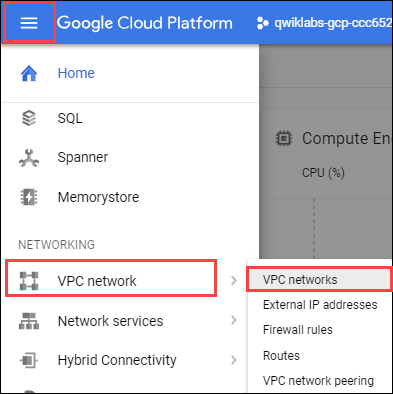 Google Cloud Platform
qwiklabs-gcp-ccc652
Home
SQL
Spanner
Memorystore
NETWORKING
VPC network
Network services
Hybrid Connectivity
Compute En
CPU (%)
VPC networks
External IP addresses
Firewall rules
Routes
VPC network peering